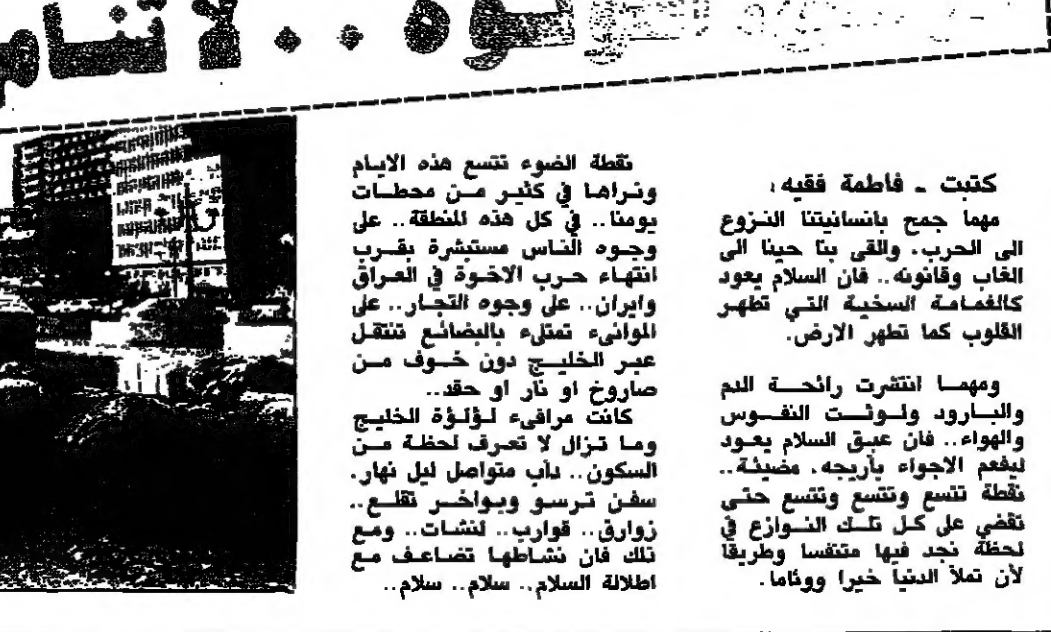 لا تنام
كتبت ـ فاطمة فقيه :
مهما جمح بانسانيتنا النزوع
الى الحرب، والقى بنا حينا الى
الغاب وقانونه.. فان السلام يعود
كالغمامة السخية التي تطهر
القلوب كما تطهر الارض.
ومهما انتشرت رائحة الدم
والبارود ولوثت النفوس
والهواء.. فان عبق السلام يعود
ليفعم الاجواء بأريجه، مضيئة..
نقطة تتسع وتتسع وتتسع حتى
تقضي على كل تلك النوازع في
لحظة نجد فيها متنفسا وطريقا
لأن تملأ الدنيا خيرا ووئاما.
نقطة الضوء تتسع هذه الايام
ونراها في كثير من محطات
يومنا.. في كل هذه المنطقة.. على
وجوه الناس مستبشرة بقرب
انتهاء حرب الاخوة في العراق
وايران.. على وجوه التجار.. على
الموانىء تمتلىء بالبضائع تنتقل
عبر الخليج دون خوف من
صاروخ او نار او حقد..
كانت مرافىء لؤلؤة الخليج
وما تزال لا تعرف لحظة من
السكون.. دأب متواصل ليل نهار.
سفن ترسو وبواخر تقلع..
زوارق.. قوارب.. لنشات.. ومع
ذلك فان نشاطها تضاعف مع
اطلالة السلام.. سلام.. سلام..